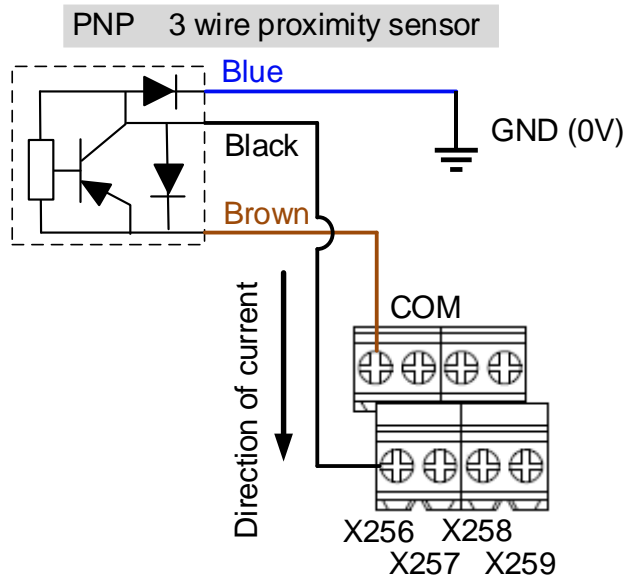 PNP 3 wire proximity sensor
Blue
GND (0V)
Black
Brown
COM
Direction of current
X256 X258
X257 X259